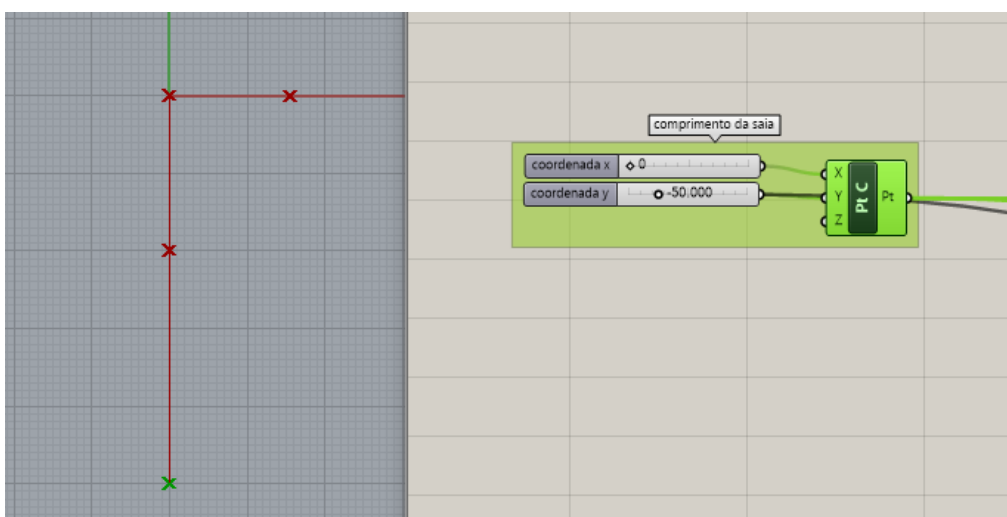 comprimento da saia
coordenada x 0
coordenada y -50.000
X
Y
Z
Pt C
Pt